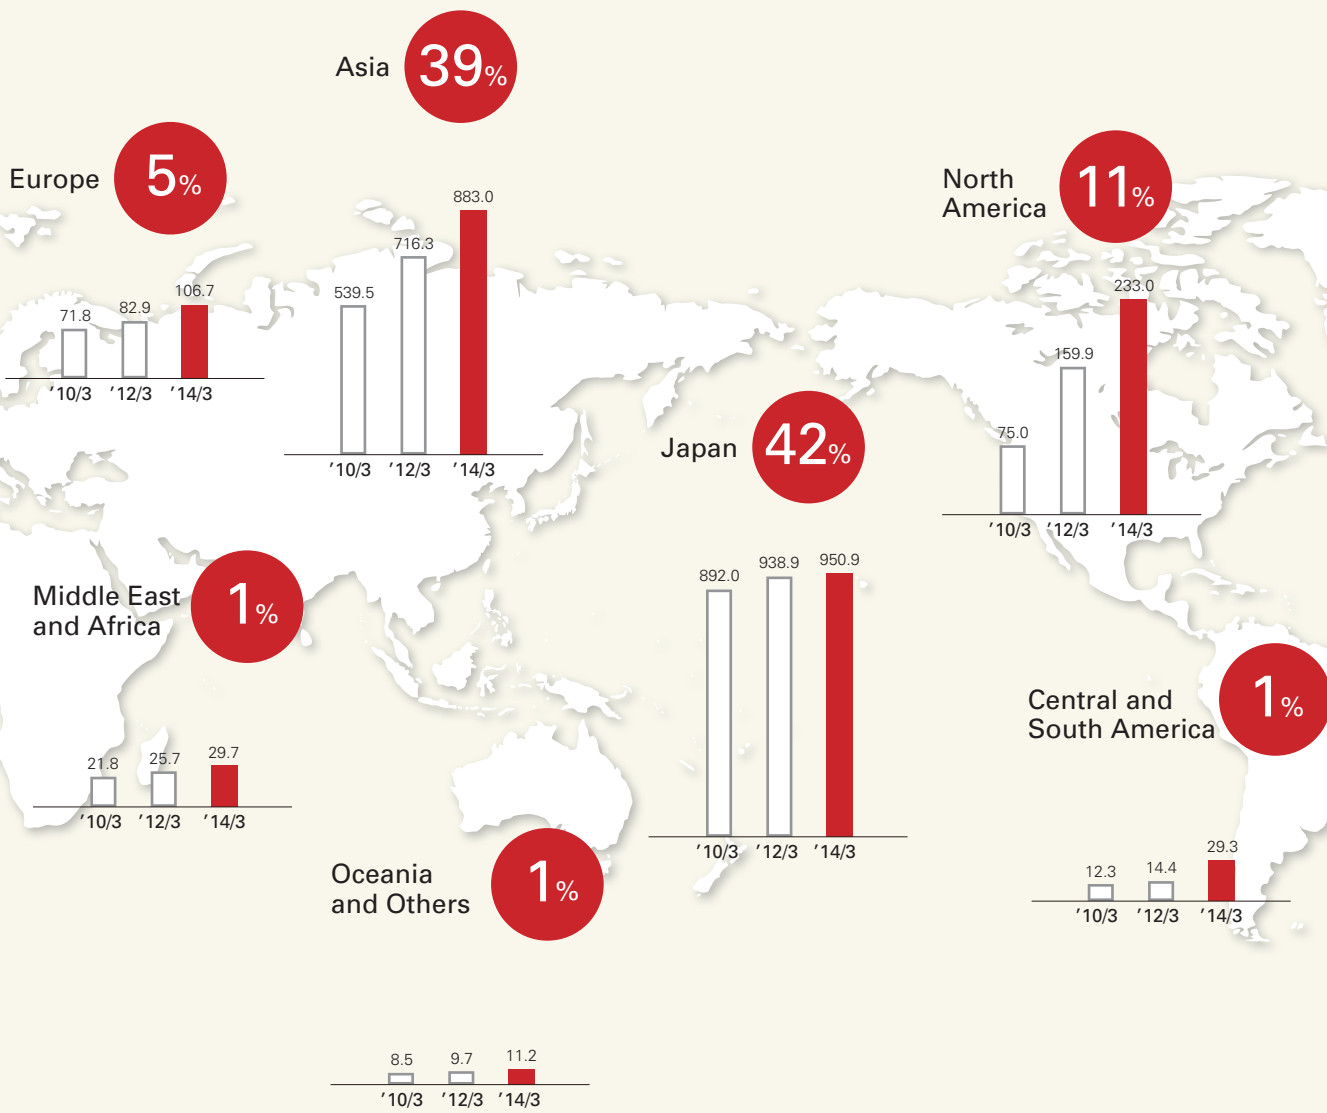 Asia 39%
539.5 716.3 883.0
'10/3 '12/3 '14/3
Europe 5%
71.8 82.9 106.7
'10/3 '12/3 '14/3
North
America 11%
75.0 159.9 233.0
'10/3 '12/3 '14/3
Japan 42%
892.0 938.9 950.9
'10/3 '12/3 '14/3
Middle East
and Africa 1%
21.8 25.7 29.7
'10/3 '12/3 '14/3
Central and
South America 1%
12.3 14.4 29.3
'10/3 '12/3 '14/3
Oceania
and Others 1%
8.5 9.7 11.2
'10/3 '12/3 '14/3